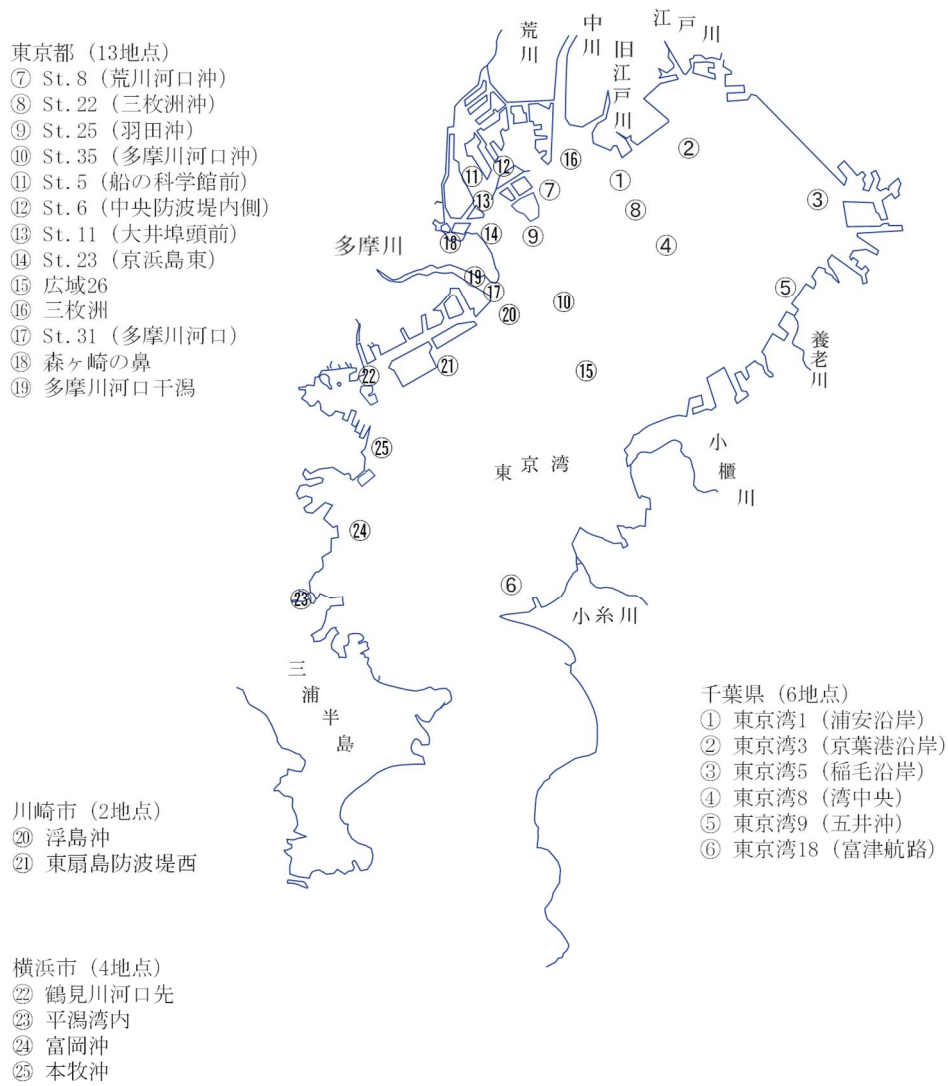 東京都 (13地点)
⑦ St.8 (荒川河口沖)
⑧ St.22 (三枚洲沖)
⑨ St.25 (羽田沖)
⑩ St.35 (多摩川河口沖)
⑪ St.5 (船の科学館前)
⑫ St.6 (中央防波堤内側)
⑬ St.11 (大井埠頭前)
⑭ St.23 (京浜島東)
⑮ 広域26
⑯ 三枚洲
⑰ St.31 (多摩川河口)
⑱ 森ヶ崎の鼻
⑲ 多摩川河口干潟
荒川
中川
旧江戸川
江戸川
⑫
⑯
②
⑪
⑦
①
③
⑬
⑧
⑱
⑭
⑨
④
多摩川
⑲
⑰
⑤
⑳
⑩
養老川
㉑
㉒
⑮
㉕
東京湾
小櫃川
㉔
⑥
㉓
小糸川
三浦半島
千葉県 (6地点)
① 東京湾1 (浦安沿岸)
② 東京湾3 (京葉港沿岸)
③ 東京湾5 (稲毛沿岸)
④ 東京湾8 (湾中央)
⑤ 東京湾9 (五井沖)
⑥ 東京湾18 (富津航路)
川崎市 (2地点)
⑳ 浮島沖
㉑ 東扇島防波堤西
横浜市 (4地点)
㉒ 鶴見川河口先
㉓ 平潟湾内
㉔ 富岡沖
㉕ 本牧沖